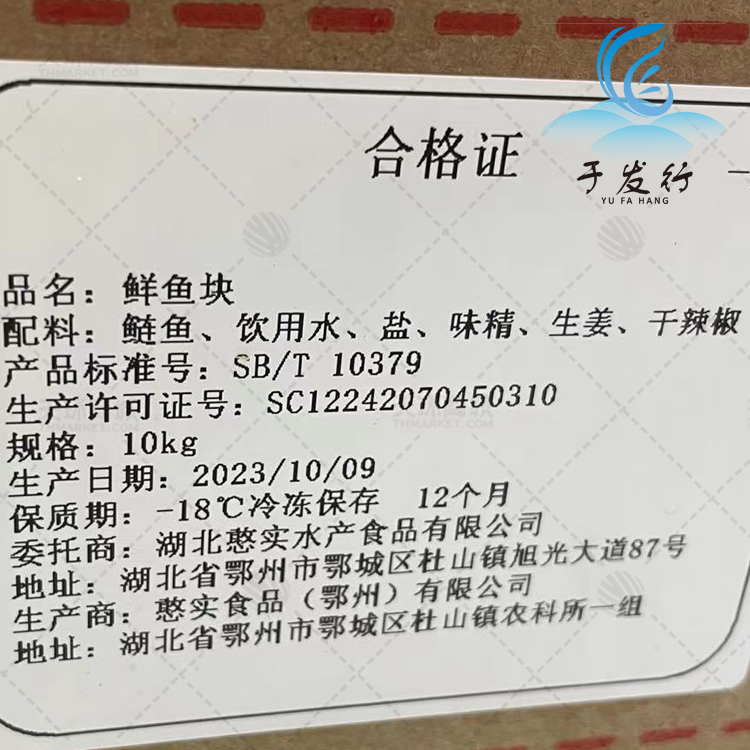 于发行
YU FA HANG
合格证
品名：鲜鱼块
配料：鲢鱼、饮用水、盐、味精、生姜、干辣椒
产品标准号：SB/T 10379
生产许可证号：SC12242070450310
规格：10kg
生产日期：2023/10/09
保质期：-18℃冷冻保存 12个月
委托商：湖北憨实水产食品有限公司
地址：湖北省鄂州市鄂城区杜山镇旭光大道87号
生产商：憨实食品（鄂州）有限公司
地址：湖北省鄂州市鄂城区杜山镇农科所一组
THMARKET.COM
THMARKET.COM
THMARKET.COM